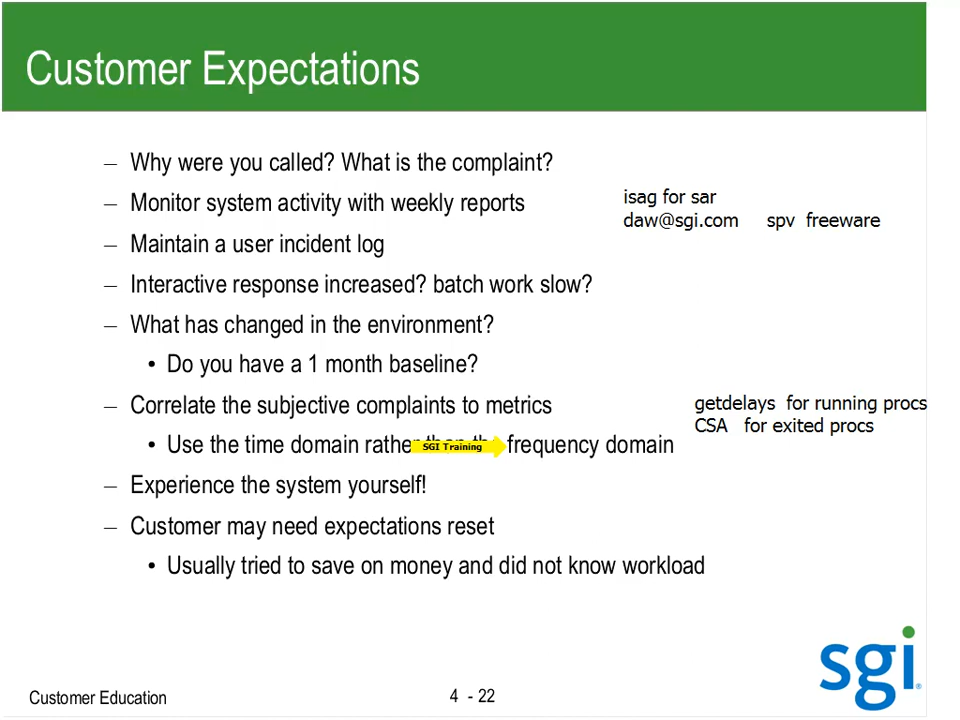 Customer Expectations
– Why were you called? What is the complaint?
– Monitor system activity with weekly reports
isag for sar
daw@sgi.com spv freeware
– Maintain a user incident log
– Interactive response increased? batch work slow?
– What has changed in the environment?
• Do you have a 1 month baseline?
– Correlate the subjective complaints to metrics
getdelays for running procs
CSA for exited procs
• Use the time domain rather than the frequency domain
SGI Training
– Experience the system yourself!
– Customer may need expectations reset
• Usually tried to save on money and did not know workload
sgi
Customer Education
4 - 22